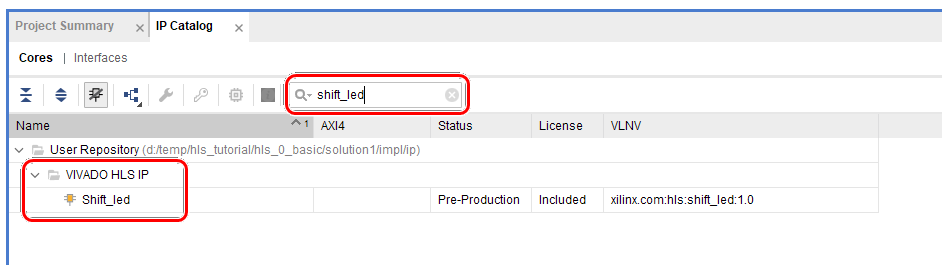 Project Summary × IP Catalog ×
Cores | Interfaces
shift_led
Name 1 AXI4 Status License VLNV
User Repository (d:/temp/hls_tutorial/hls_0_basic/solution1/impl/ip)
VIVADO HLS IP
Shift_led Pre-Production Included xilinx.com:hls:shift_led:1.0